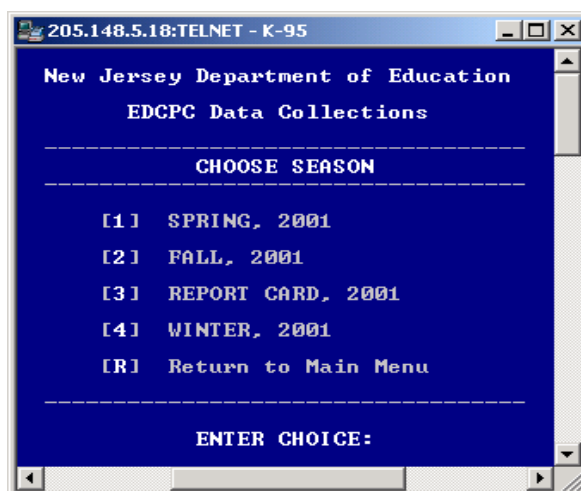 205.148.5.18:TELNET - K-95
New Jersey Department of Education
EDCPC Data Collections
CHOOSE SEASON
[1] SPRING, 2001
[2] FALL, 2001
[3] REPORT CARD, 2001
[4] WINTER, 2001
[R] Return to Main Menu
ENTER CHOICE: